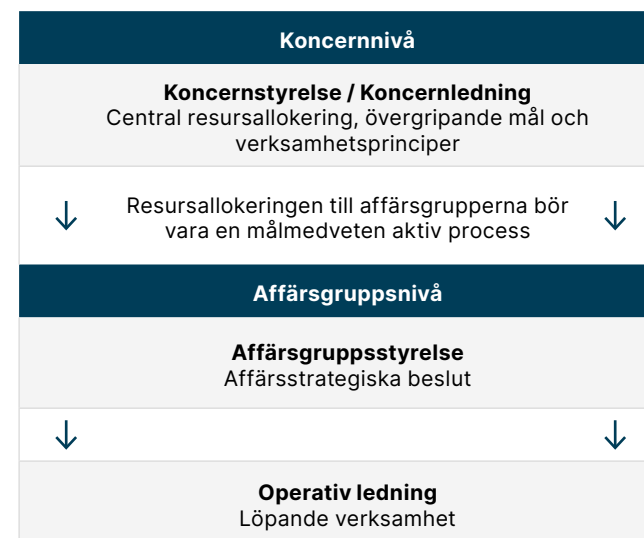 Koncernnivå
Koncernstyrelse / Koncernledning
Central resursallokering, övergripande mål och
verksamhetsprinciper
Resursallokeringen till affärsgrupperna bör
vara en målmedveten aktiv process
Affärsgruppsnivå
Affärsgruppsstyrelse
Affärsstrategiska beslut
Operativ ledning
Löpande verksamhet